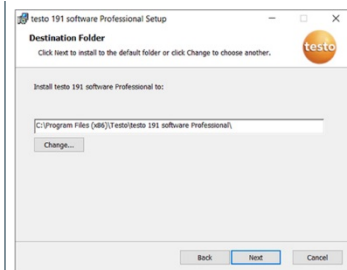 testo 191 software Professional Setup
Destination Folder
Click Next to install to the default folder or click Change to choose another.
testo
Install testo 191 software Professional to:
C:\Program Files (x86)\Testo\testo 191 software Professional\
Change...
Back
Next
Cancel